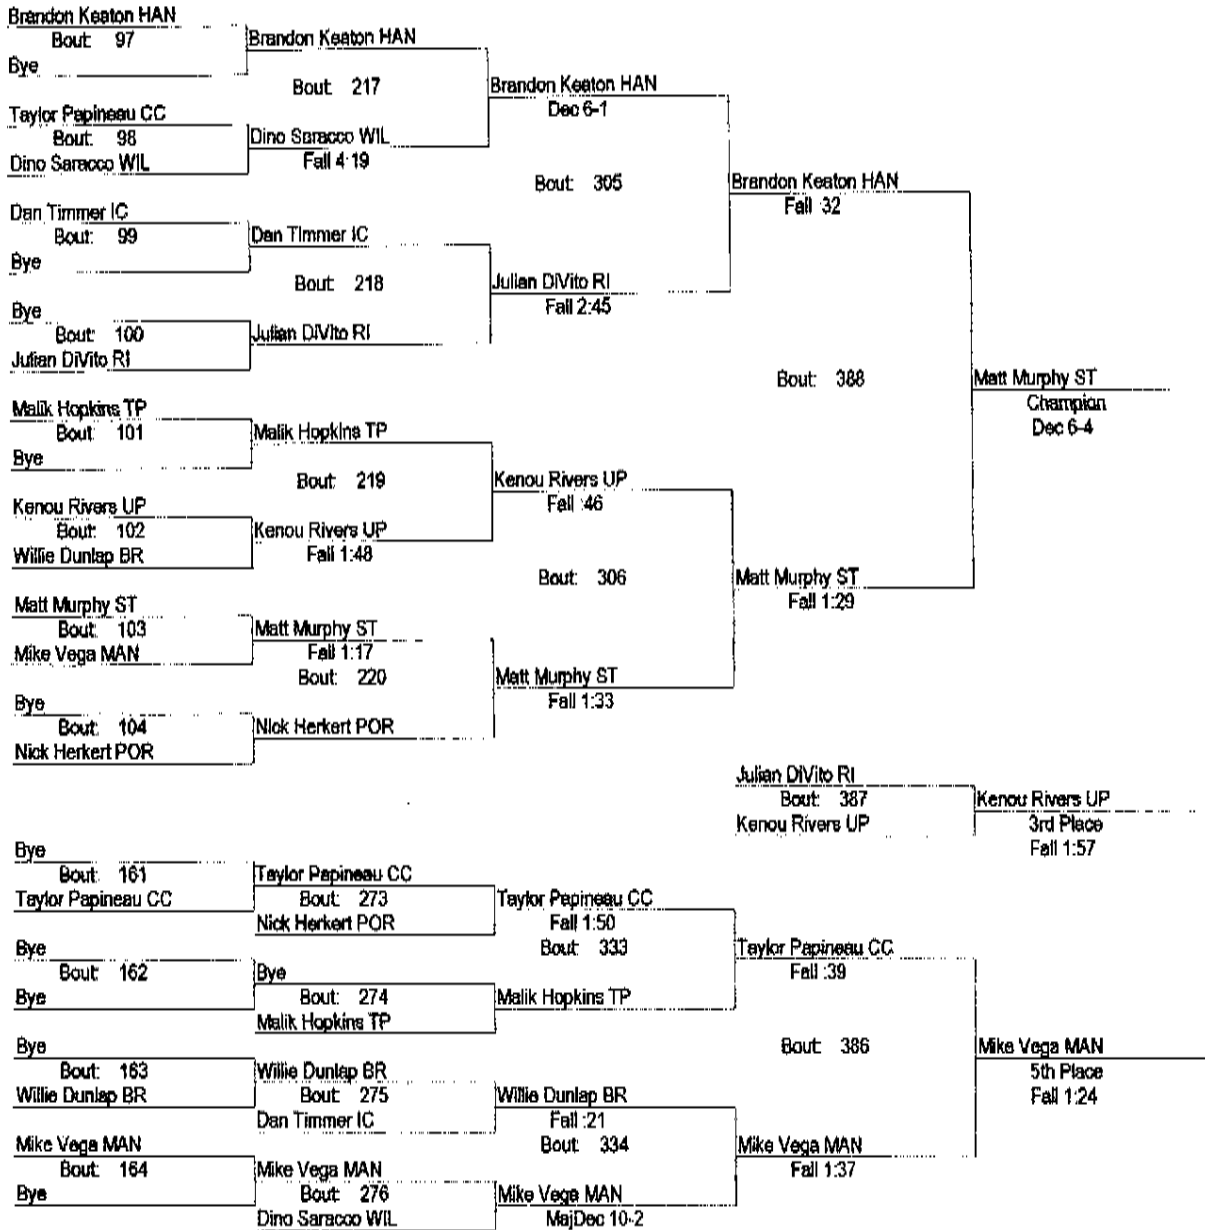 Brandon Keaton HAN
Bout: 97
Bye
Brandon Keaton HAN
Bout: 217
Taylor Papineau CC
Bout: 98
Dino Saracco WIL
Dino Saracco WIL
Fall 4:19
Brandon Keaton HAN
Dec 6-1
Bout: 305
Dan Timmer IC
Bout: 99
Bye
Dan Timmer IC
Bout: 218
Bye
Bout: 100
Julian DiVito RI
Julian DiVito RI
Julian DiVito RI
Fall 2:45
Brandon Keaton HAN
Fall :32
Bout: 388
Matt Murphy ST
Champion
Dec 6-4
Malik Hopkins TP
Bout: 101
Bye
Malik Hopkins TP
Bout: 219
Kenou Rivers UP
Bout: 102
Willie Dunlap BR
Kenou Rivers UP
Fall 1:48
Kenou Rivers UP
Fall :46
Bout: 306
Matt Murphy ST
Bout: 103
Mike Vega MAN
Matt Murphy ST
Fall 1:17
Bout: 220
Bye
Bout: 104
Nick Herkert POR
Nick Herkert POR
Matt Murphy ST
Fall 1:33
Matt Murphy ST
Fall 1:29
Julian DiVito RI
Bout: 387
Kenou Rivers UP
Kenou Rivers UP
3rd Place
Fall 1:57
Bye
Bout: 161
Taylor Papineau CC
Taylor Papineau CC
Bout: 273
Nick Herkert POR
Taylor Papineau CC
Fall 1:50
Bout: 333
Bye
Bout: 162
Bye
Bye
Bout: 274
Malik Hopkins TP
Malik Hopkins TP
Taylor Papineau CC
Fall :39
Bout: 386
Mike Vega MAN
5th Place
Fall 1:24
Bye
Bout: 163
Willie Dunlap BR
Willie Dunlap BR
Bout: 275
Dan Timmer IC
Willie Dunlap BR
Fall :21
Bout: 334
Mike Vega MAN
Bout: 164
Bye
Mike Vega MAN
Bout: 276
Dino Saracco WIL
Mike Vega MAN
MajDec 10-2
Mike Vega MAN
Fall 1:37